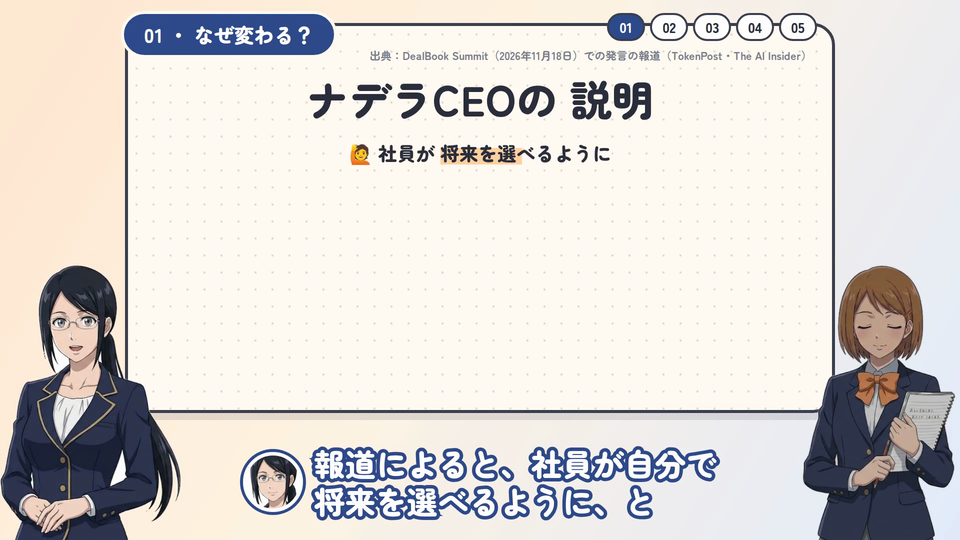 01 ・ なぜ変わる？
01 02 03 04 05
出典：DealBook Summit（2026年11月18日）での発言の報道（TokenPost・The AI Insider）
ナデラCEOの 説明
🙋 社員が 将来を選べるように
報道によると、社員が自分で
将来を選べるように、と